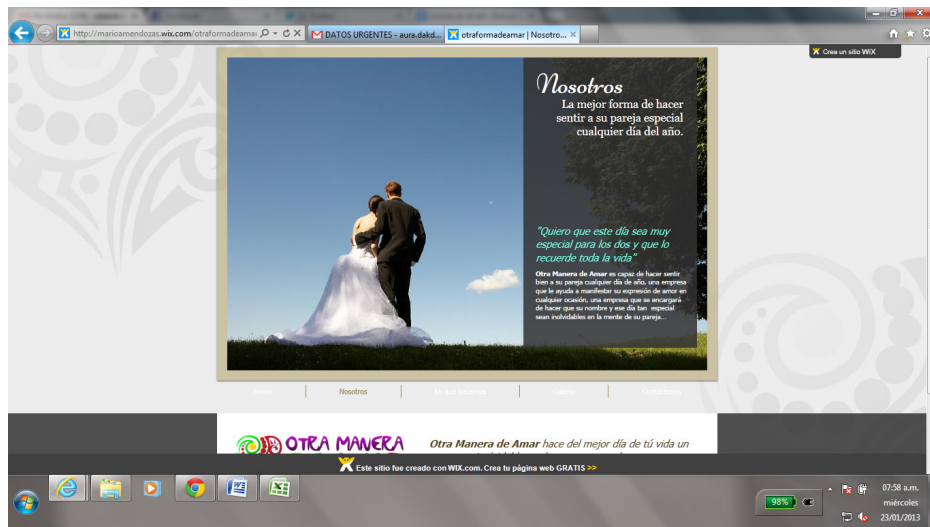 http://marioamendozas.wix.com/otraformadeamar
DATOS URGENTES - aura.dakd...
otraformadeamar | Nosotro...
Crea un sitio WiX
Nosotros
La mejor forma de hacer
sentir a su pareja especial
cualquier día del año.
"Quiero que este día sea muy
especial para los dos y que lo
recuerde toda la vida"
Otra Manera de Amar es capaz de hacer sentir
bien a su pareja cualquier día de año, una empresa
que le ayuda a manifestar su expresión de amor en
cualquier ocasión, una empresa que se encargará
de hacer que su nombre y ese día tan especial
sean inolvidables en la mente de su pareja...
Home
Nosotros
Lo que hacemos
Galeria
Contactenos
OTRA MANERA
Otra Manera de Amar hace del mejor día de tú vida un
Este sitio fue creado con WIX.com. Crea tu página web GRATIS >>
98%
07:58 a.m.
miércoles
23/01/2013